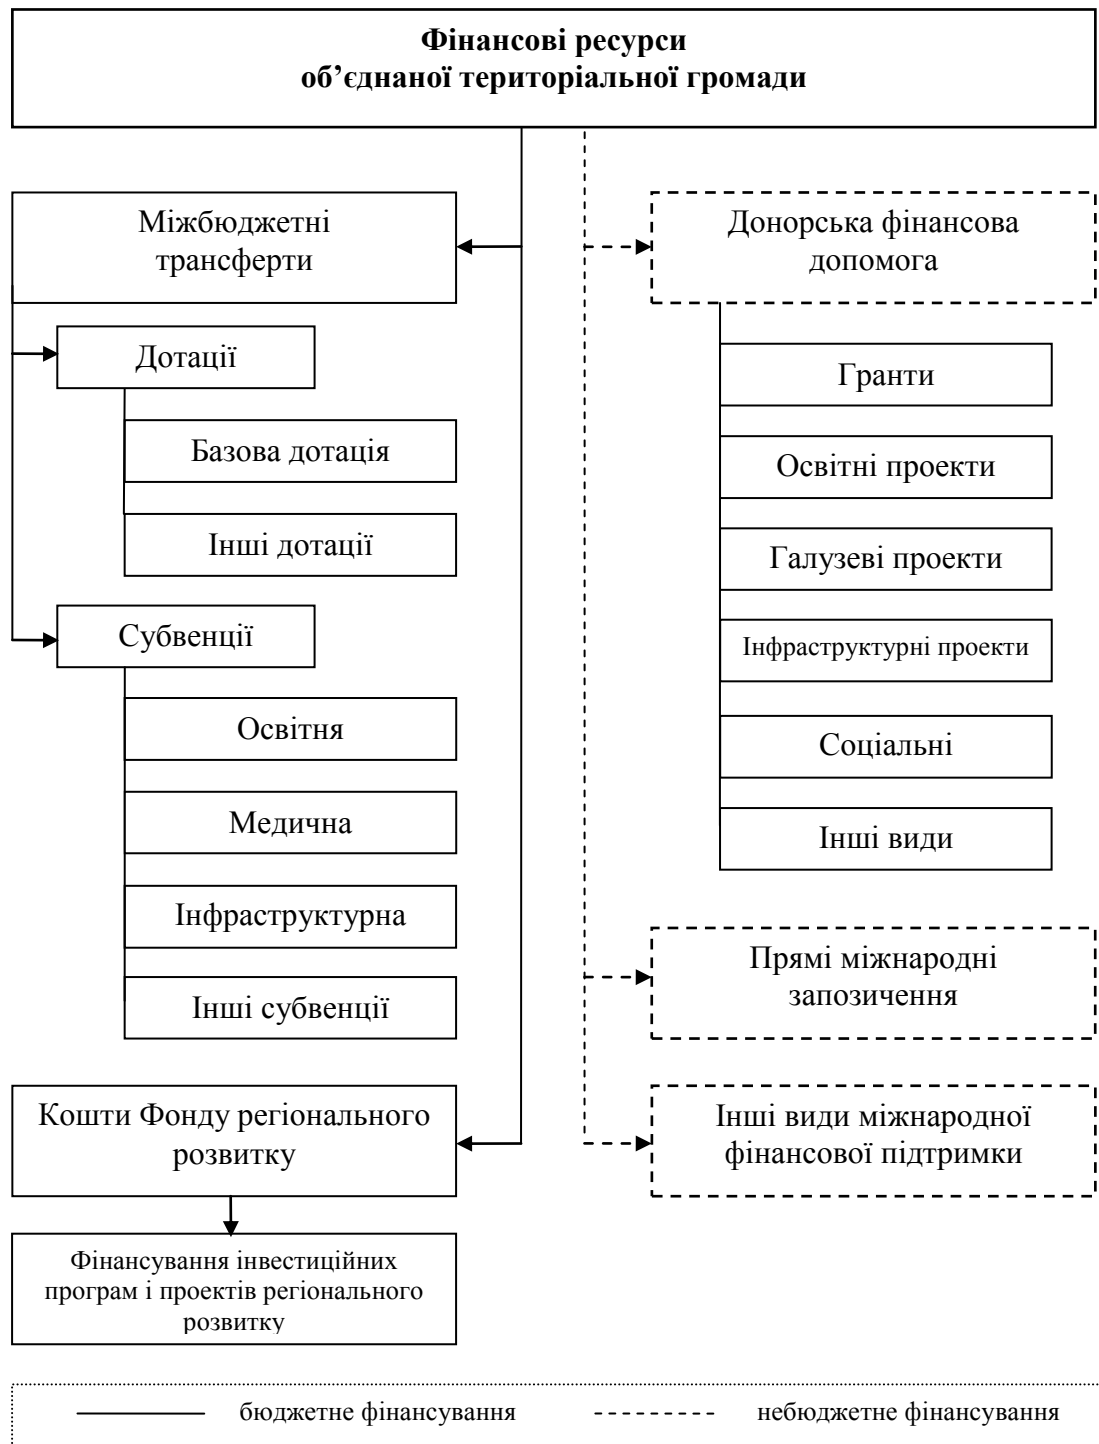 Фінансові ресурси
об’єднаної територіальної громади
Міжбюджетні
трансферти
Дотації
Базова дотація
Інші дотації
Субвенції
Освітня
Медична
Інфраструктурна
Інші субвенції
Кошти Фонду регіонального
розвитку
Фінансування інвестиційних
програм і проектів регіонального
розвитку
Донорська фінансова
допомога
Гранти
Освітні проекти
Галузеві проекти
Інфраструктурні проекти
Соціальні
Інші види
Прямі міжнародні
запозичення
Інші види міжнародної
фінансової підтримки
бюджетне фінансування
небюджетне фінансування